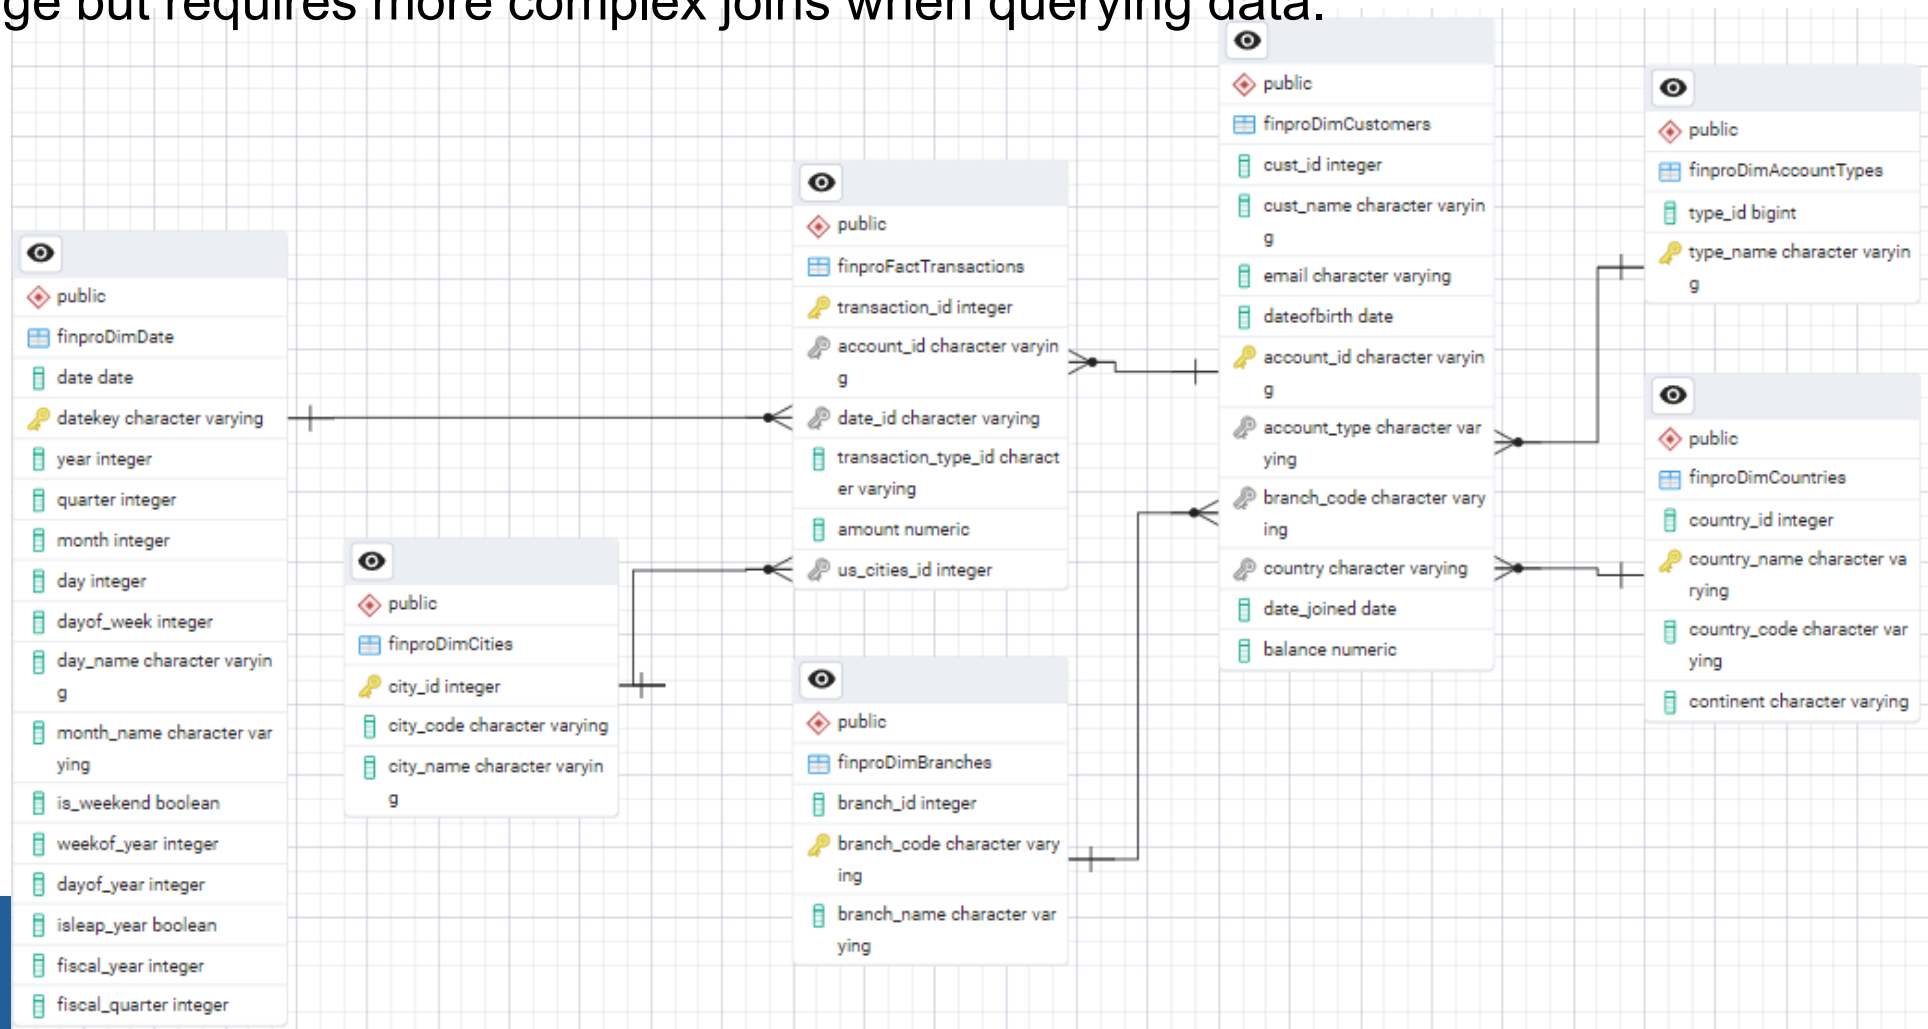 ge but requires more complex joins when querying data.
public
finproDimDate
date date
datekey character varying
year integer
quarter integer
month integer
day integer
dayof_week integer
day_name character varyin
g
month_name character var
ying
is_weekend boolean
weekof_year integer
dayof_year integer
isleap_year boolean
fiscal_year integer
fiscal_quarter integer
public
finproDimCities
city_id integer
city_code character varying
city_name character varyin
g
public
finproFactTransactions
transaction_id integer
account_id character varyin
g
date_id character varying
transaction_type_id charact
er varying
amount numeric
us_cities_id integer
public
finproDimBranches
branch_id integer
branch_code character vary
ing
branch_name character var
ying
public
finproDimCustomers
cust_id integer
cust_name character varyin
g
email character varying
dateofbirth date
account_id character varyin
g
account_type character var
ying
branch_code character vary
ing
country character varying
date_joined date
balance numeric
public
finproDimAccountTypes
type_id bigint
type_name character varyin
g
public
finproDimCountries
country_id integer
country_name character va
rying
country_code character var
ying
continent character varying